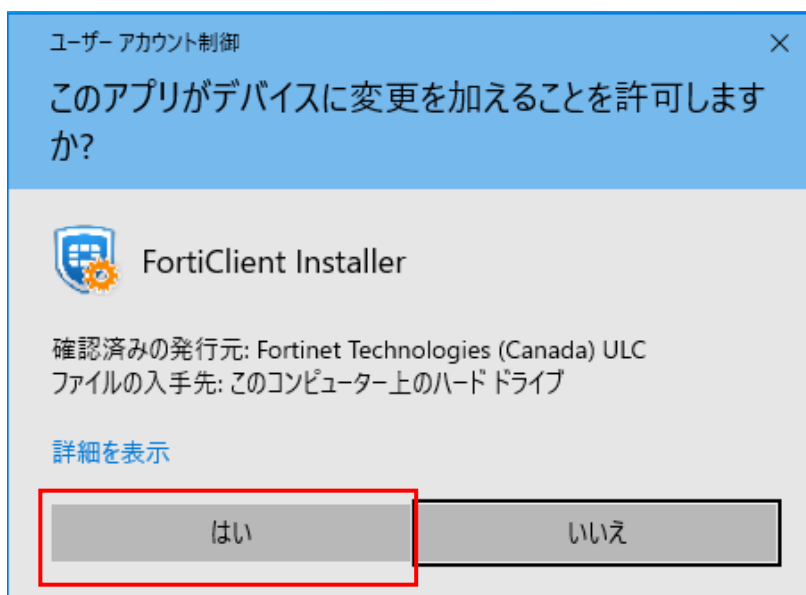 ユーザー アカウント制御
このアプリがデバイスに変更を加えることを許可します
か?
FortiClient Installer
確認済みの発行元: Fortinet Technologies (Canada) ULC
ファイルの入手先: このコンピューター上のハード ドライブ
詳細を表示
はい
いいえ